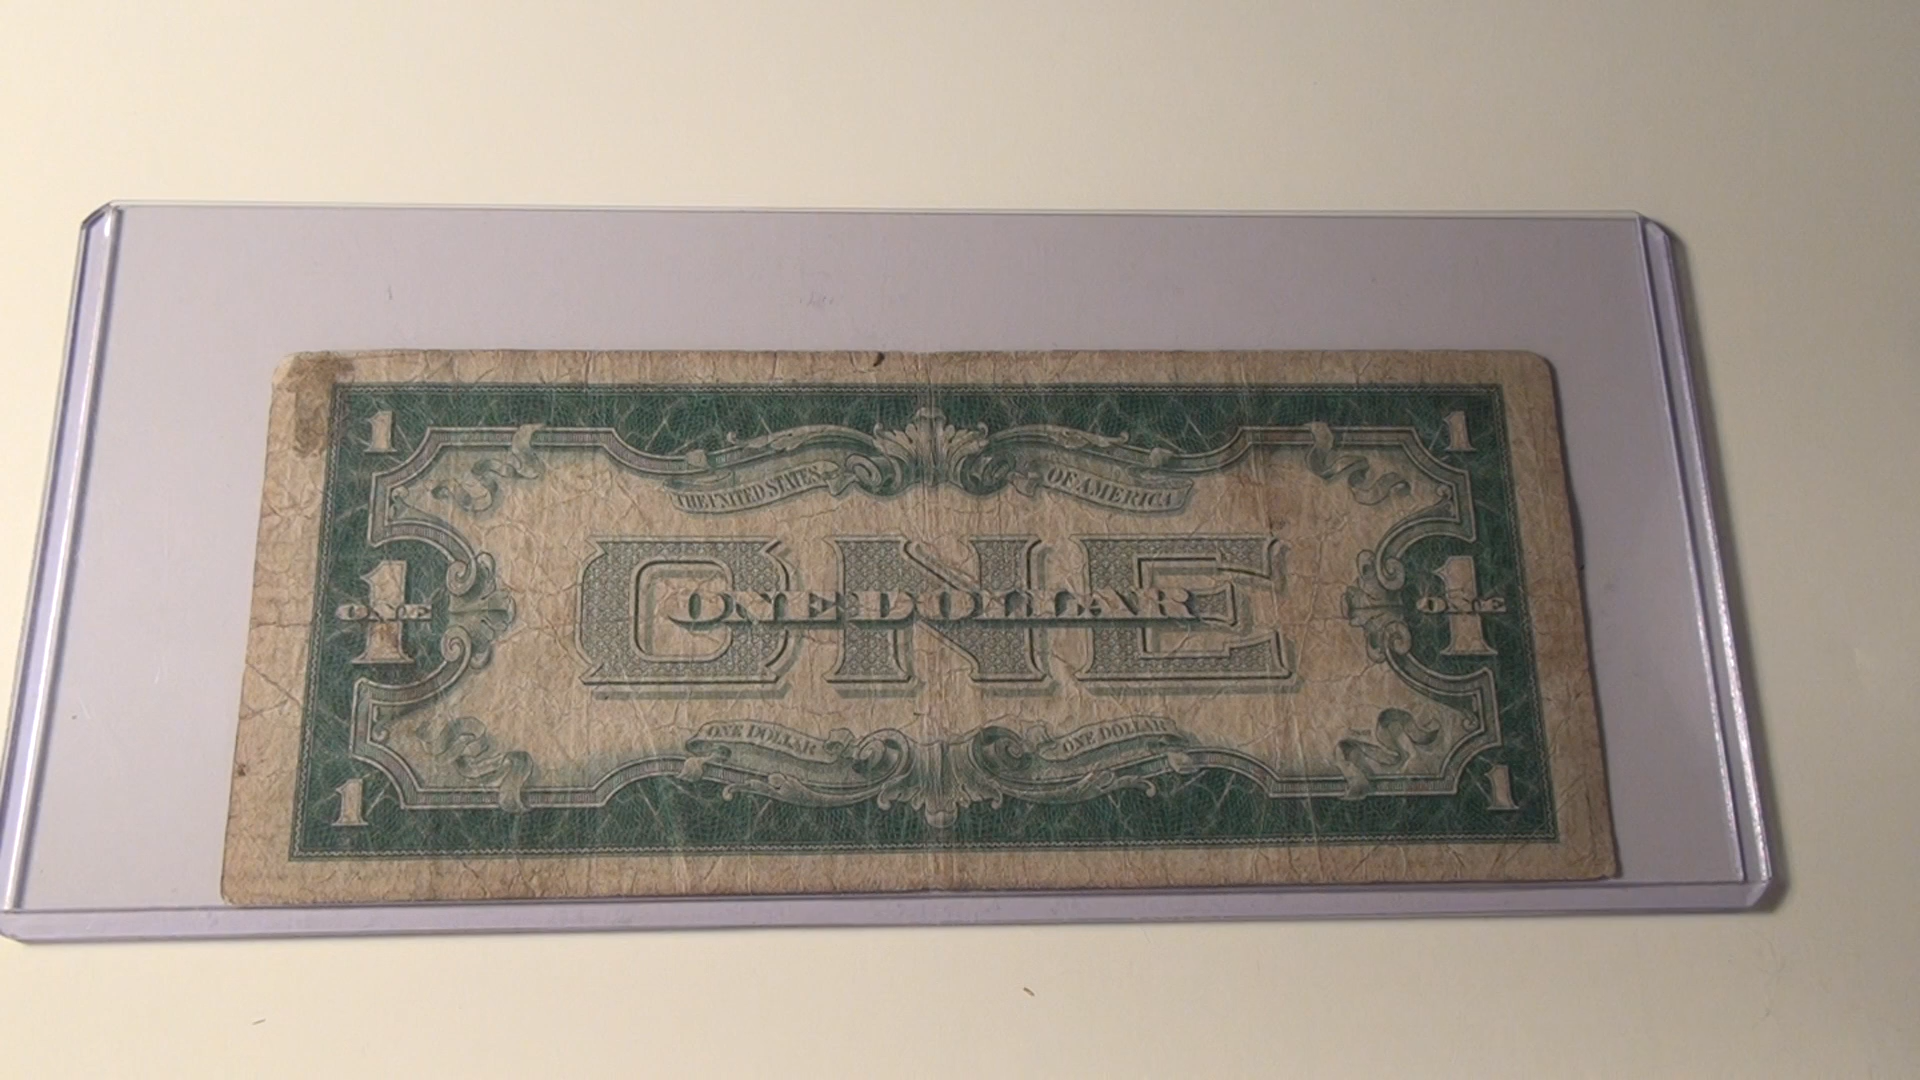 1 1
THE UNITED STATES OF AMERICA
ONE
ONE DOLLAR
1 ONE 1 ONE
ONE DOLLAR ONE DOLLAR
1 1